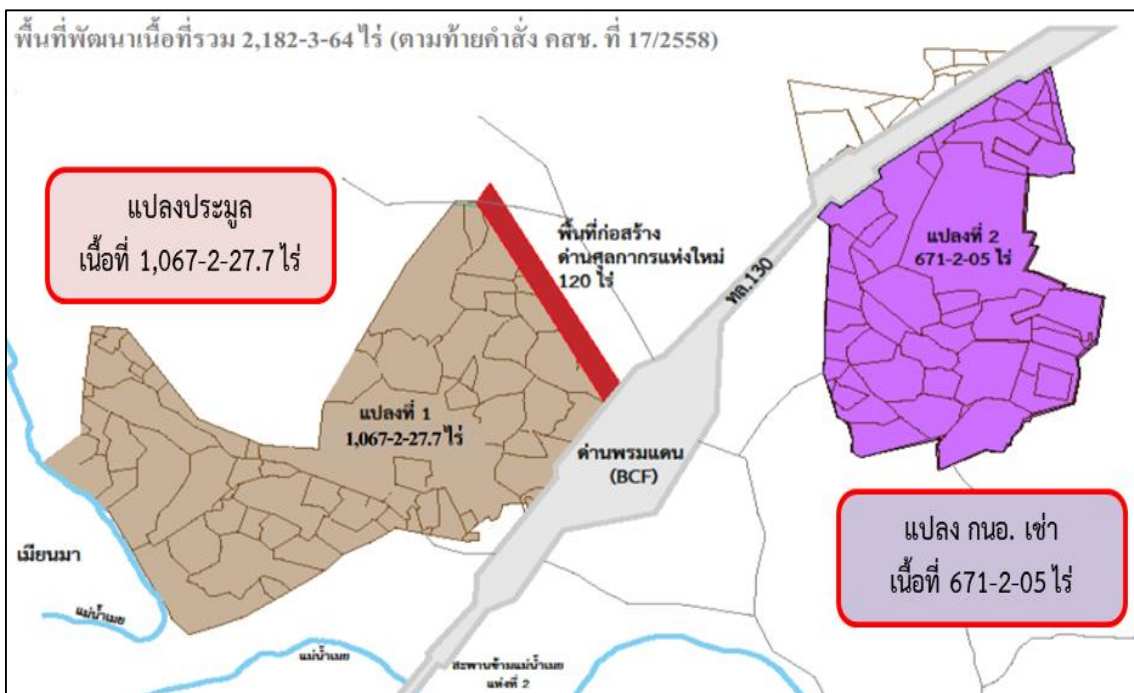 พื้นที่พัฒนาเนื้อที่รวม 2,182-3-64 ไร่ (ตามท้ายคำสั่ง คสช. ที่ 17/2558)
แปลงประมูล
เนื้อที่ 1,067-2-27.7 ไร่
พื้นที่ก่อสร้าง
ด่านศุลกากรแห่งใหม่
120 ไร่
ทล.130
แปลงที่ 2
671-2-05 ไร่
แปลงที่ 1
1,067-2-27.7 ไร่
ด่านพรมแดน
(BCF)
แปลง กนอ. เช่า
เนื้อที่ 671-2-05 ไร่
เมียนมา
แม่น้ำเมย
แม่น้ำเมย
สะพานข้ามแม่น้ำเมย
แห่งที่ 2